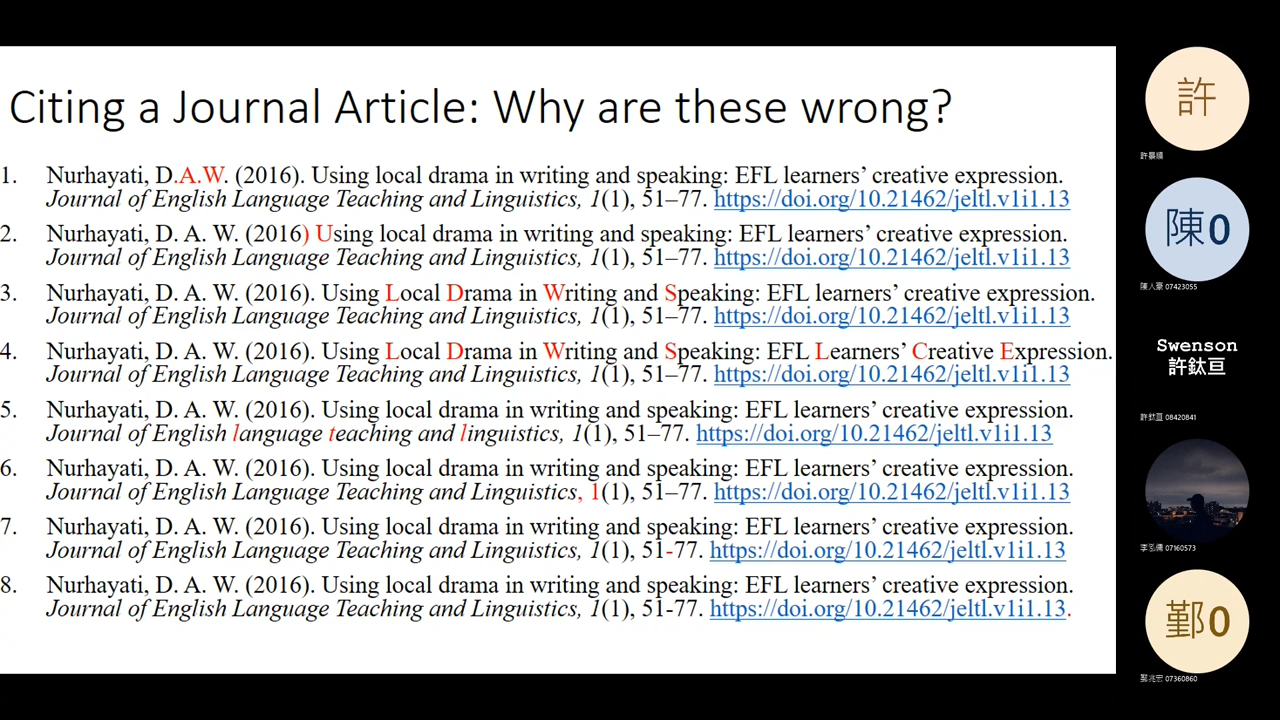 Citing a Journal Article: Why are these wrong?
1. Nurhayati, D.A.W. (2016). Using local drama in writing and speaking: EFL learners’ creative expression.
Journal of English Language Teaching and Linguistics, 1(1), 51–77. https://doi.org/10.21462/jeltl.v1i1.13
2. Nurhayati, D. A. W. (2016) Using local drama in writing and speaking: EFL learners’ creative expression.
Journal of English Language Teaching and Linguistics, 1(1), 51–77. https://doi.org/10.21462/jeltl.v1i1.13
3. Nurhayati, D. A. W. (2016). Using Local Drama in Writing and Speaking: EFL learners’ creative expression.
Journal of English Language Teaching and Linguistics, 1(1), 51–77. https://doi.org/10.21462/jeltl.v1i1.13
4. Nurhayati, D. A. W. (2016). Using Local Drama in Writing and Speaking: EFL Learners’ Creative Expression.
Journal of English Language Teaching and Linguistics, 1(1), 51–77. https://doi.org/10.21462/jeltl.v1i1.13
5. Nurhayati, D. A. W. (2016). Using local drama in writing and speaking: EFL learners’ creative expression.
Journal of English language teaching and linguistics, 1(1), 51–77. https://doi.org/10.21462/jeltl.v1i1.13
6. Nurhayati, D. A. W. (2016). Using local drama in writing and speaking: EFL learners’ creative expression.
Journal of English Language Teaching and Linguistics, 1(1), 51–77. https://doi.org/10.21462/jeltl.v1i1.13
7. Nurhayati, D. A. W. (2016). Using local drama in writing and speaking: EFL learners’ creative expression.
Journal of English Language Teaching and Linguistics, 1(1), 51-77. https://doi.org/10.21462/jeltl.v1i1.13
8. Nurhayati, D. A. W. (2016). Using local drama in writing and speaking: EFL learners’ creative expression.
Journal of English Language Teaching and Linguistics, 1(1), 51-77. https://doi.org/10.21462/jeltl.v1i1.13.
許
陳0
07423055
Swenson
許鈦亘
許鈦亘 08420841
07160573
鄞0
07360860